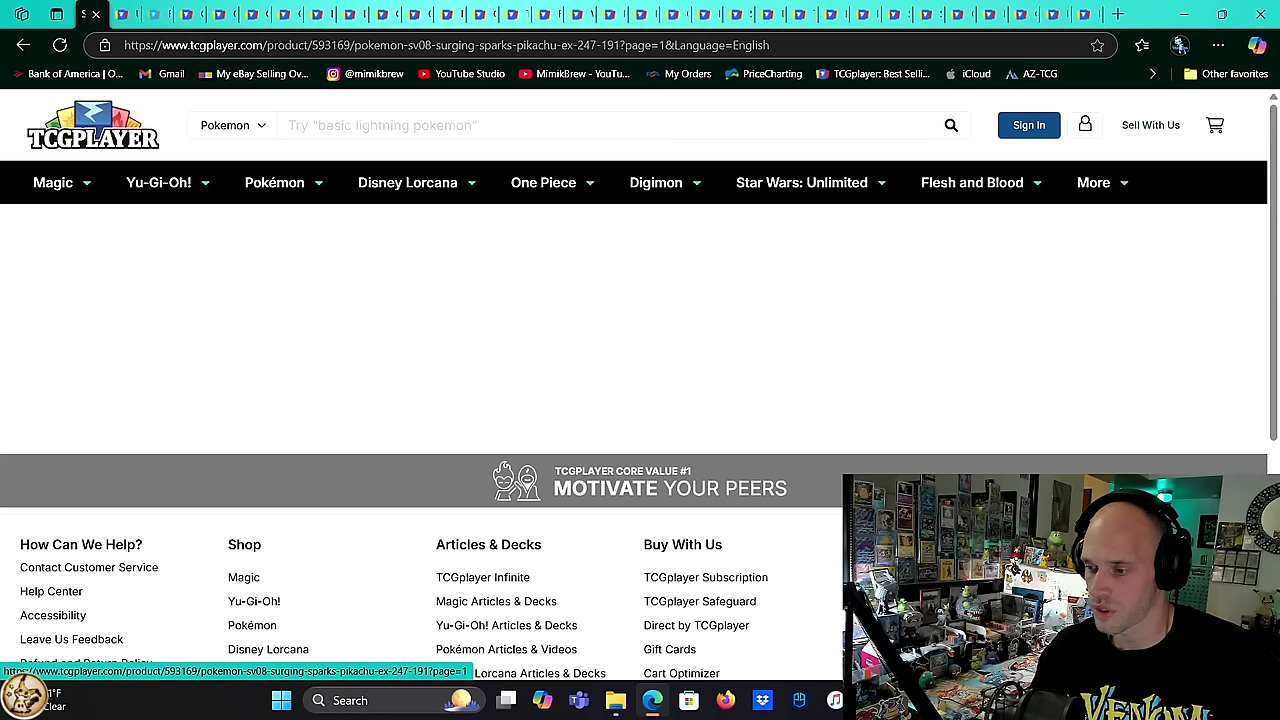 https://www.tcgplayer.com/product/593169/pokemon-sv08-surging-sparks-pikachu-ex-247-191?page=1&Language=English
Bank of America | O... Gmail My eBay Selling Ov... @mimikbrew YouTube Studio MimikBrew - YouTu... My Orders PriceCharting TCGplayer: Best Selli... iCloud AZ-TCG Other favorites
TCGPLAYER Pokemon Try “basic lightning pokemon” Sign In Sell With Us
Magic Yu-Gi-Oh! Pokémon Disney Lorcana One Piece Digimon Star Wars: Unlimited Flesh and Blood More
TCGPLAYER CORE VALUE #1
MOTIVATE YOUR PEERS
How Can We Help? Shop Articles & Decks Buy With Us
Contact Customer Service
Magic TCGplayer Infinite TCGplayer Subscription
Help Center
Yu-Gi-Oh! Magic Articles & Decks TCGplayer Safeguard
Accessibility
Pokémon Yu-Gi-Oh! Articles & Decks Direct by TCGplayer
Leave Us Feedback
Disney Lorcana Pokémon Articles & Videos Gift Cards
Refund and Return Policy
https://www.tcgplayer.com/product/593169/pokemon-sv08-surging-sparks-pikachu-ex-247-191?page=1
Lorcana Articles & Decks Cart Optimizer
1°F
Clear
Search
VENOM